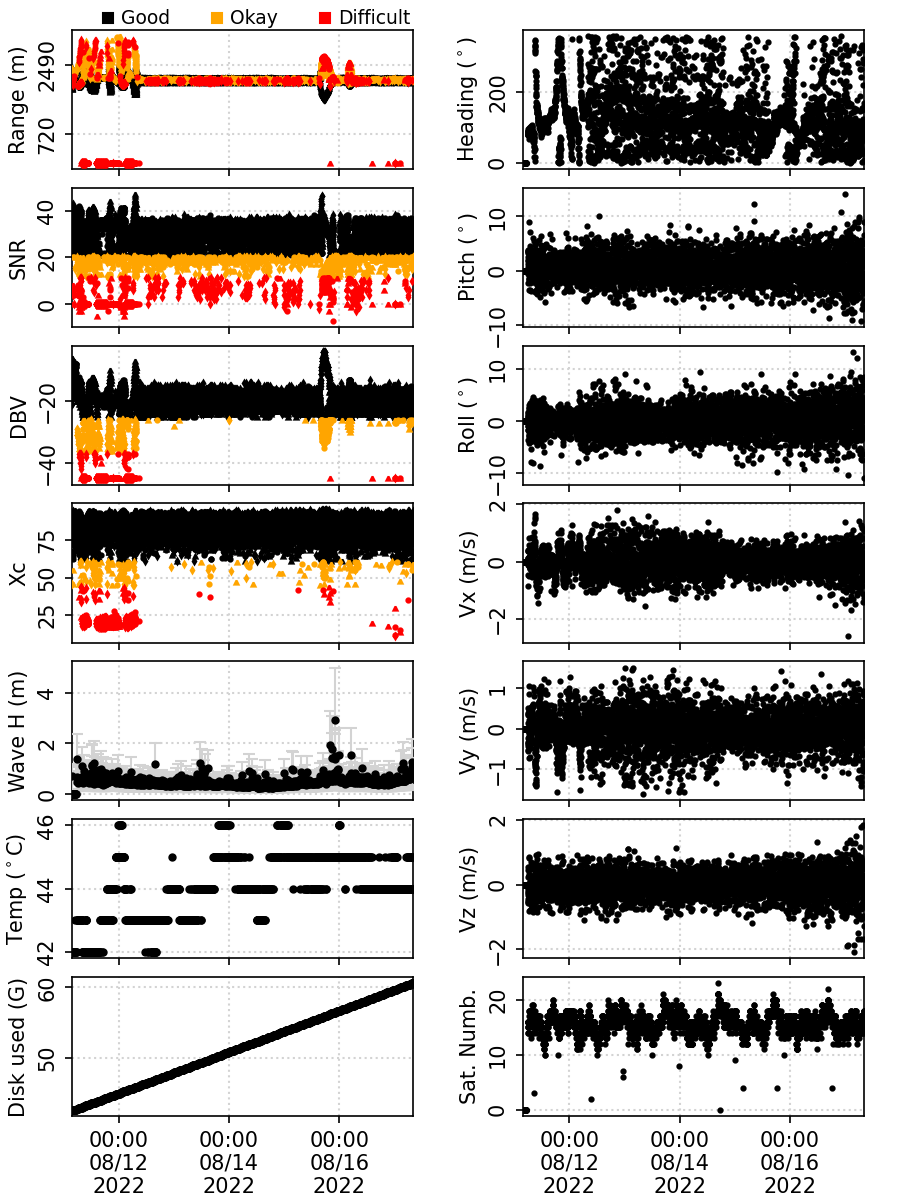 Good Okay Difficult
Range (m)
2490
720
Heading (°)
200
0
SNR
40
20
0
Pitch (°)
10
0
−10
DBV
−20
−40
Roll (°)
10
0
−10
Xc
75
50
25
Vx (m/s)
2
0
−2
Wave H (m)
4
2
0
Vy (m/s)
1
0
−1
Temp (°C)
46
44
42
Vz (m/s)
2
0
−2
Disk used (G)
60
50
Sat. Numb.
20
10
0
00:00 00:00 00:00
08/12 08/14 08/16
2022 2022 2022
00:00 00:00 00:00
08/12 08/14 08/16
2022 2022 2022